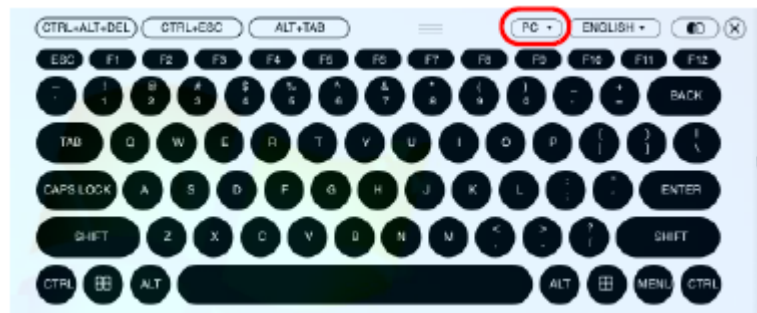 CTRL+ALT+DEL CTRL+ESC ALT+TAB PC ENGLISH
ESC F1 F2 F3 F4 F5 F6 F7 F8 F9 F10 F11 F12
! 1 @ 2 # 3 $ 4 % 5 ^ 6 & 7 * 8 ( 9 ) 0 - + = BACK
TAB Q W E R T Y U I O P { [ } ] | \
CAPS LOCK A S D F G H J K L : ; ENTER
SHIFT Z X C V B N M < , > . ? / SHIFT
CTRL ALT ALT MENU CTRL